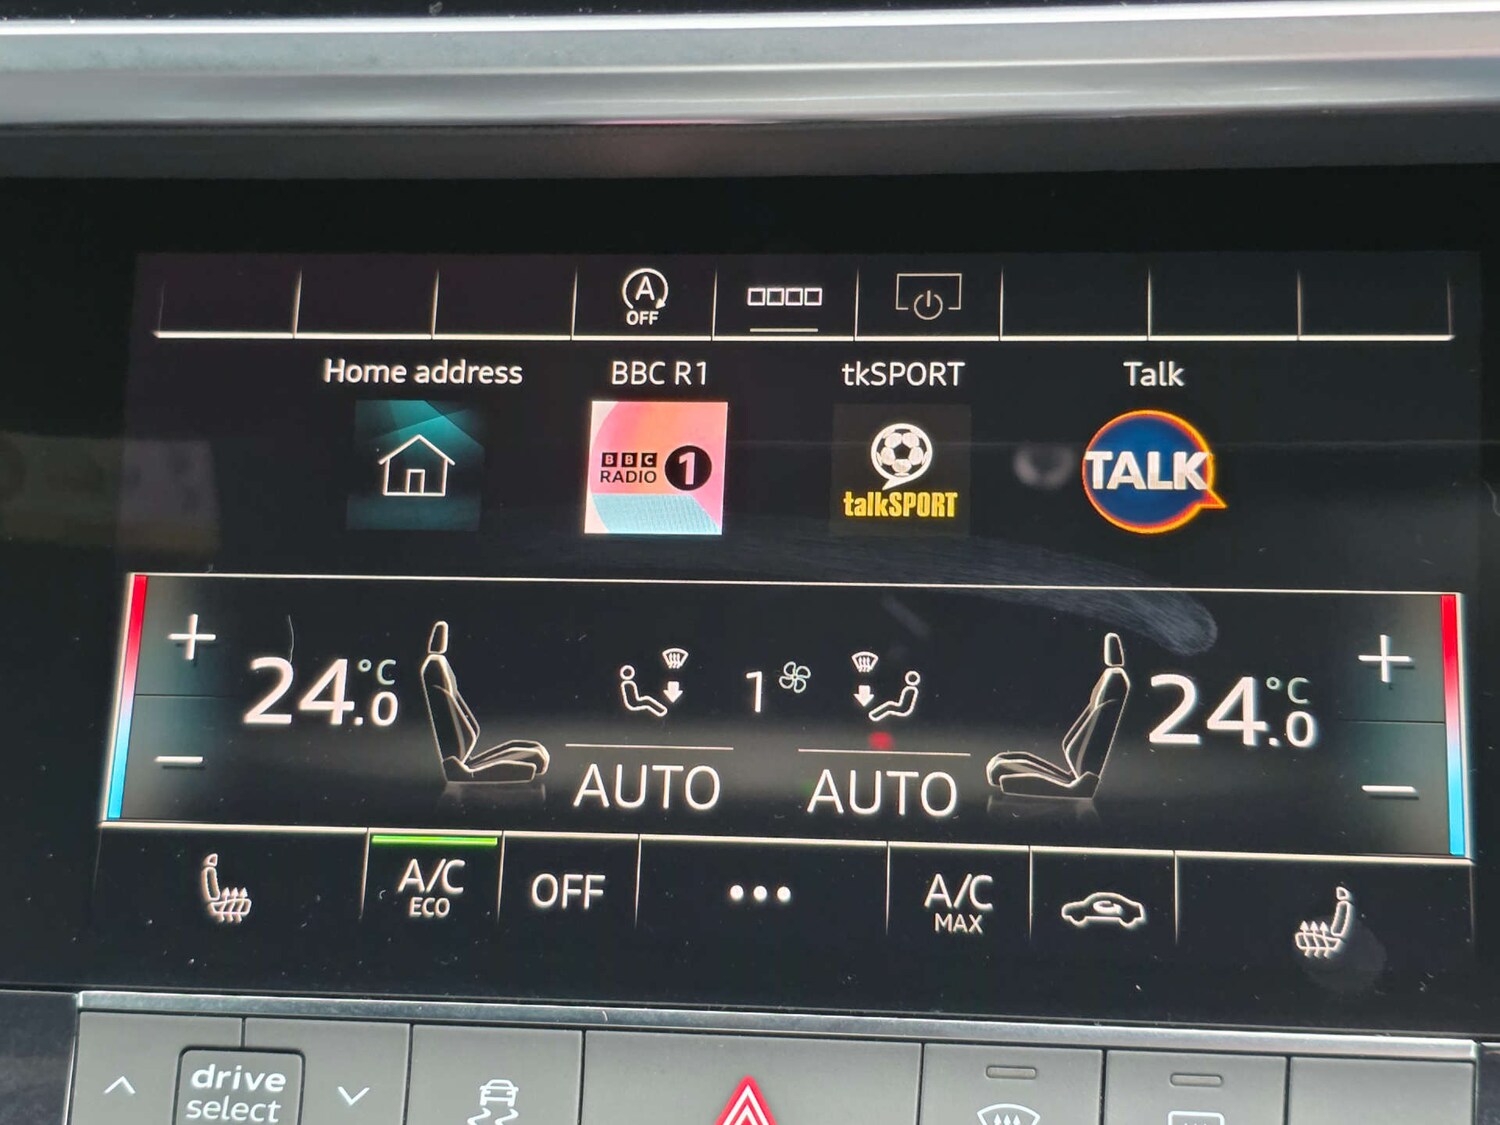 A
OFF
Home address
BBC R1
tkSPORT
Talk
BBC
RADIO 1
talkSPORT
TALK
+
24.0 °C
1
24.0 °C
+
−
−
AUTO
AUTO
A/C
ECO
OFF
•••
A/C
MAX
drive
select